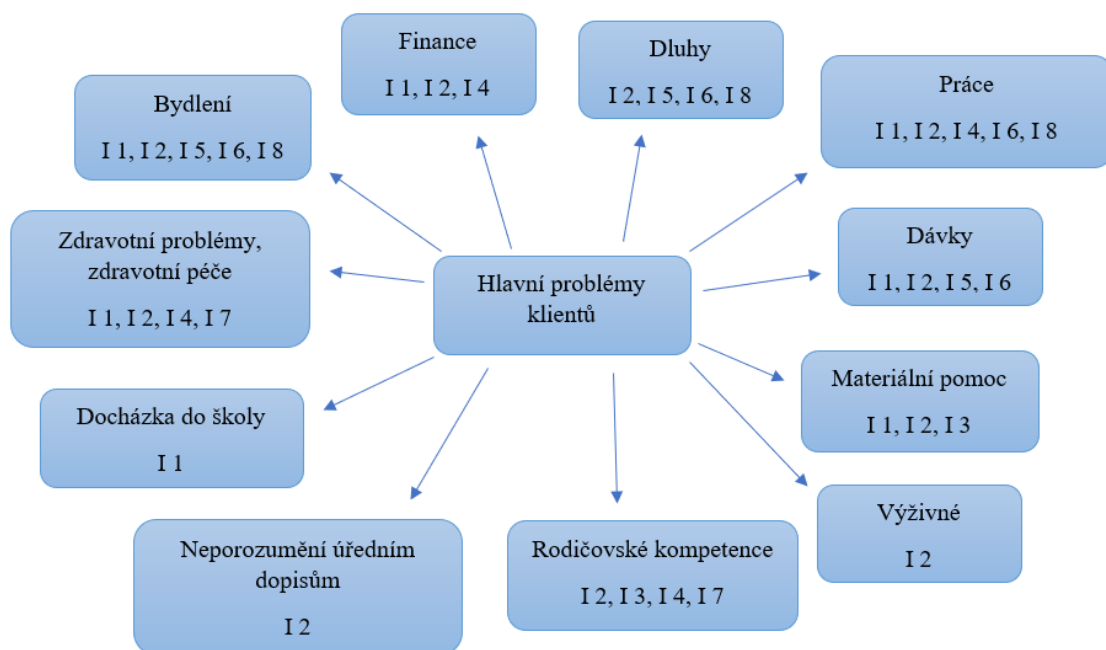 Finance
I 1, I 2, I 4
Dluhy
I 2, I 5, I 6, I 8
Práce
I 1, I 2, I 4, I 6, I 8
Bydlení
I 1, I 2, I 5, I 6, I 8
Zdravotní problémy,
zdravotní péče
I 1, I 2, I 4, I 7
Hlavní problémy
klientů
Dávky
I 1, I 2, I 5, I 6
Materiální pomoc
I 1, I 2, I 3
Docházka do školy
I 1
Výživné
I 2
Neporozumění úředním
dopisům
I 2
Rodičovské kompetence
I 2, I 3, I 4, I 7